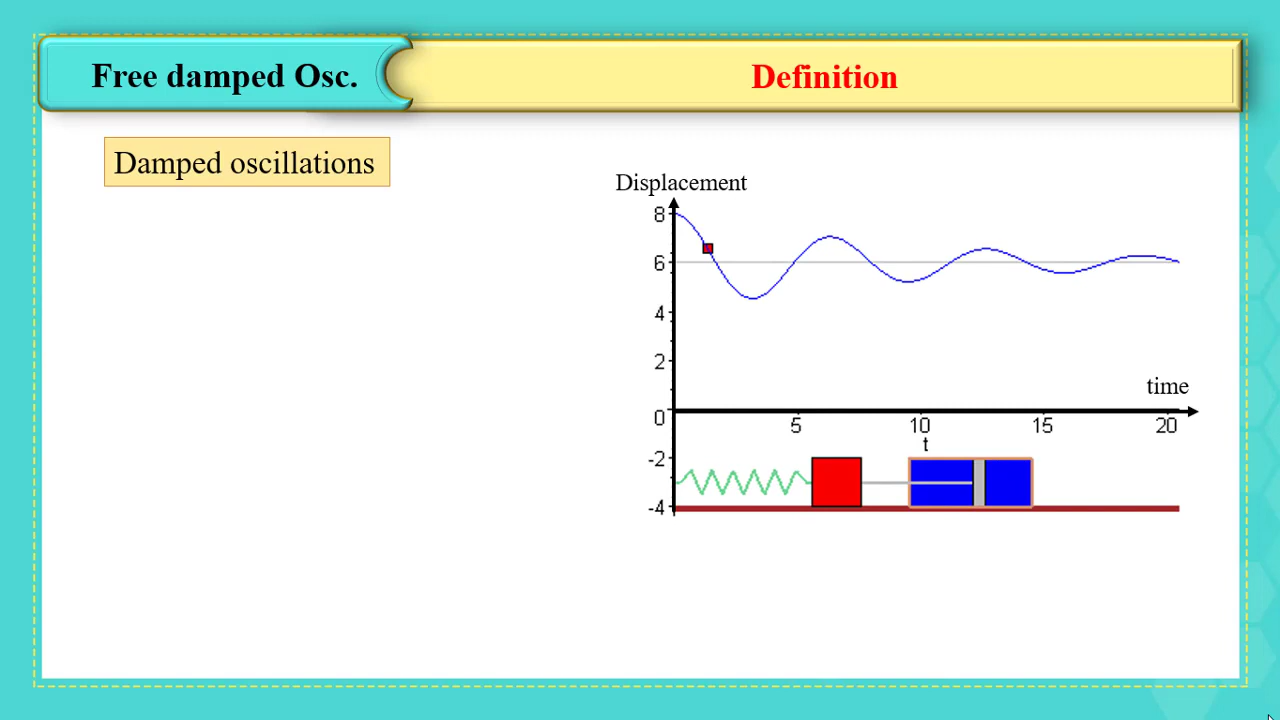 Free damped Osc.
Definition
Damped oscillations
Displacement
8
6
4
2
time
0
5 10 15 20
t
-2
-4